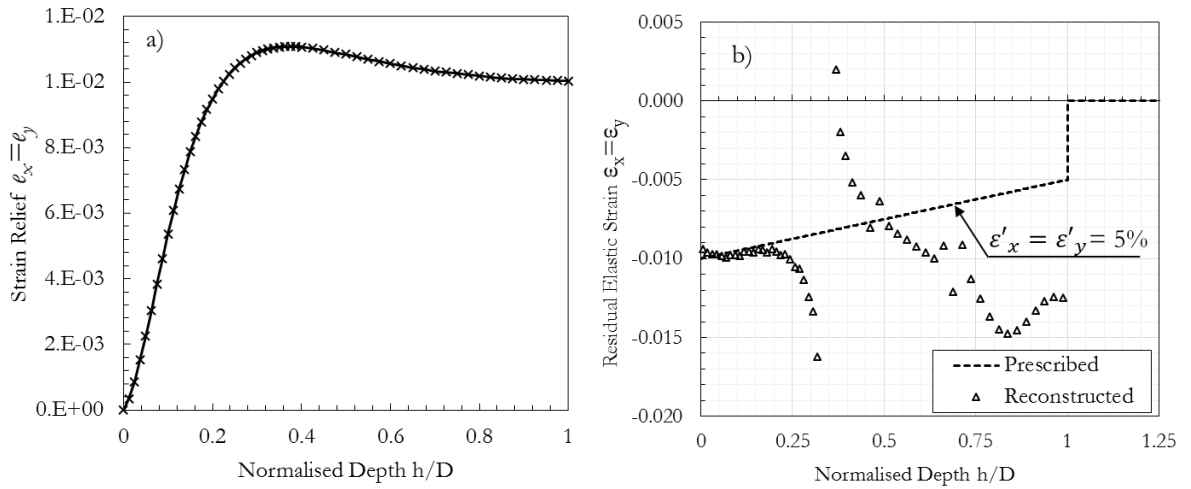 a)
1.E-02
1.E-02
1.E-02
8.E-03
6.E-03
4.E-03
2.E-03
0.E+00
Strain Relief eₓ=e_y
0
0.2
0.4
0.6
0.8
1
Normalised Depth h/D
b)
0.005
0.000
-0.005
-0.010
-0.015
-0.020
Residual Elastic Strain εₓ=ε_y
ε′ₓ = ε′_y = 5%
Prescribed
Reconstructed
0
0.25
0.5
0.75
1
1.25
Normalised Depth h/D